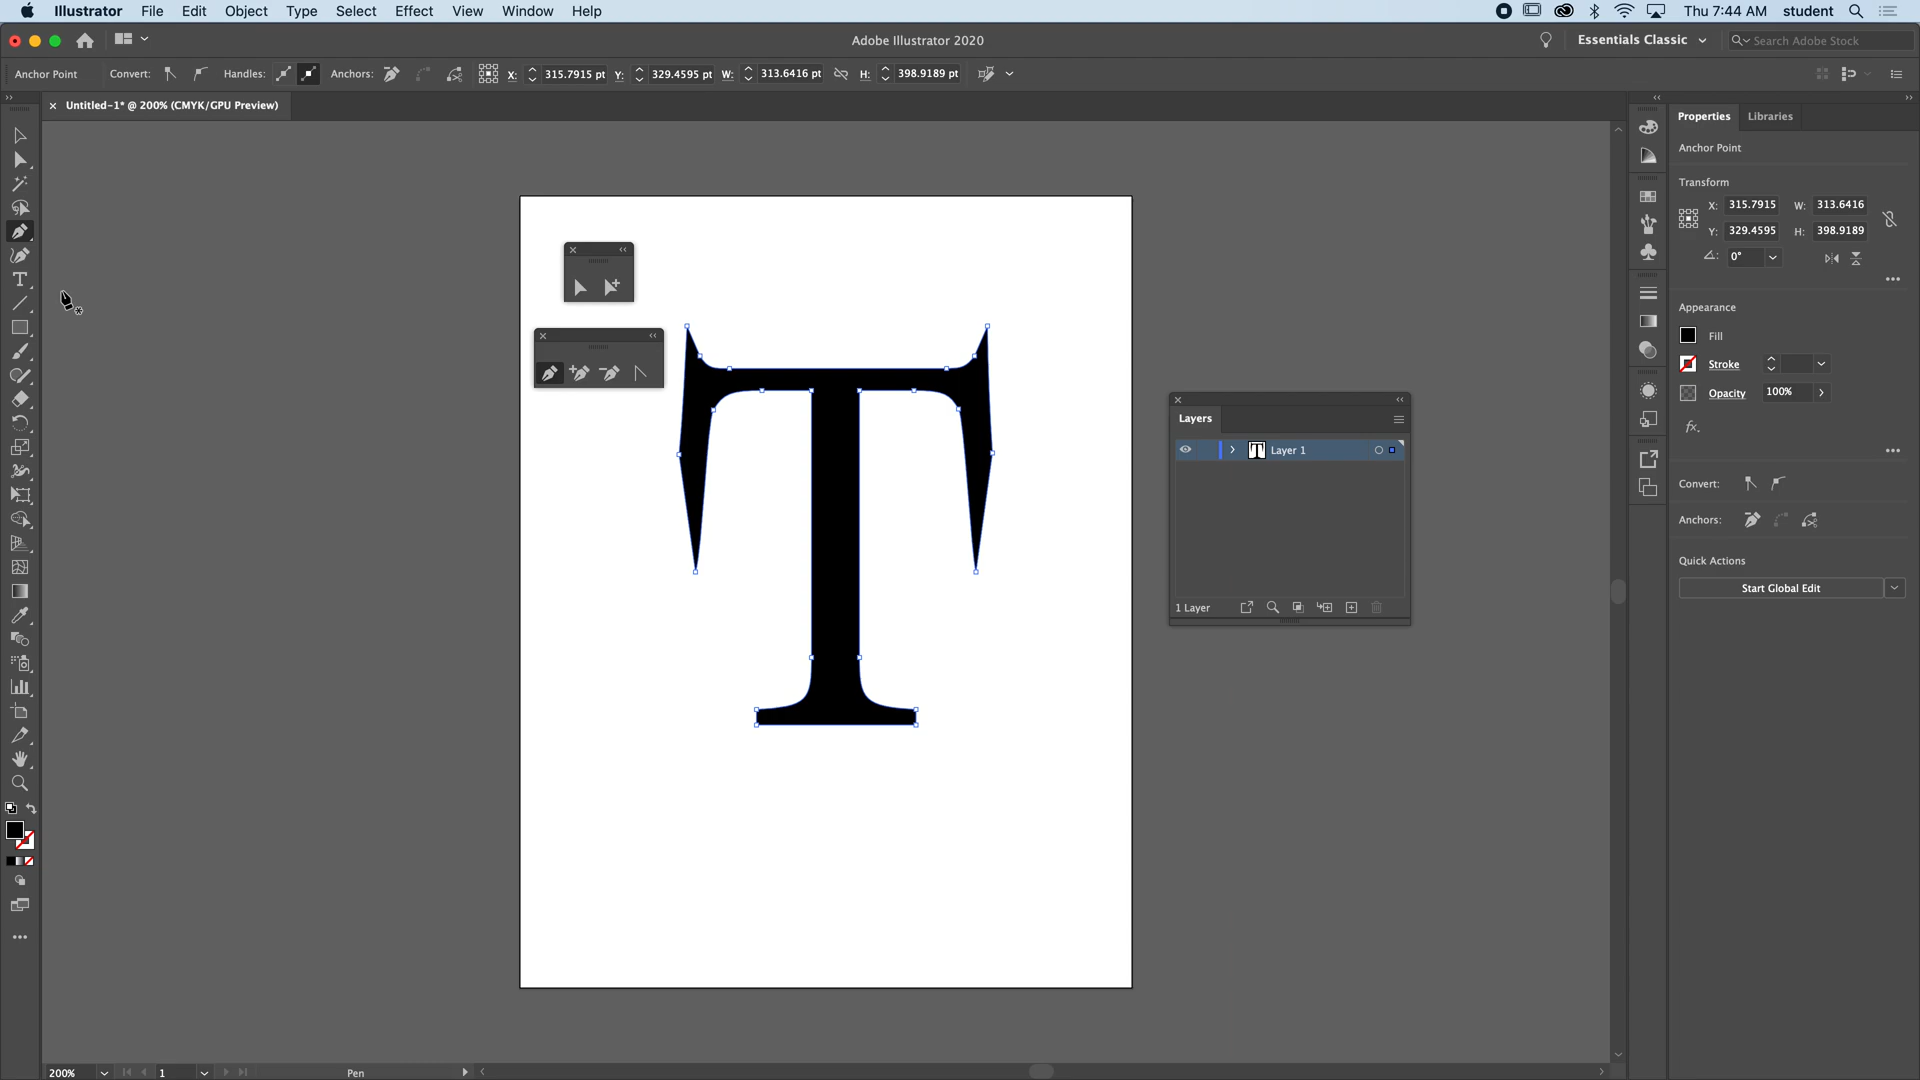 Illustrator File Edit Object Type Select Effect View Window Help Thu 7:44 AM student
Adobe Illustrator 2020 Essentials Classic Search Adobe Stock
Anchor Point Convert: Handles: Anchors: X: 315.7915 pt Y: 329.4595 pt W: 313.6416 pt H: 398.9189 pt
× Untitled-1* @ 200% (CMYK/GPU Preview)
Properties Libraries
Anchor Point
Transform
X: 315.7915 W: 313.6416
Y: 329.4595 H: 398.9189
0°
Appearance
Fill
Stroke
Opacity 100%
fx.
Convert:
Anchors:
Quick Actions
Start Global Edit
T
Layers
Layer 1
1 Layer
200% 1 Pen